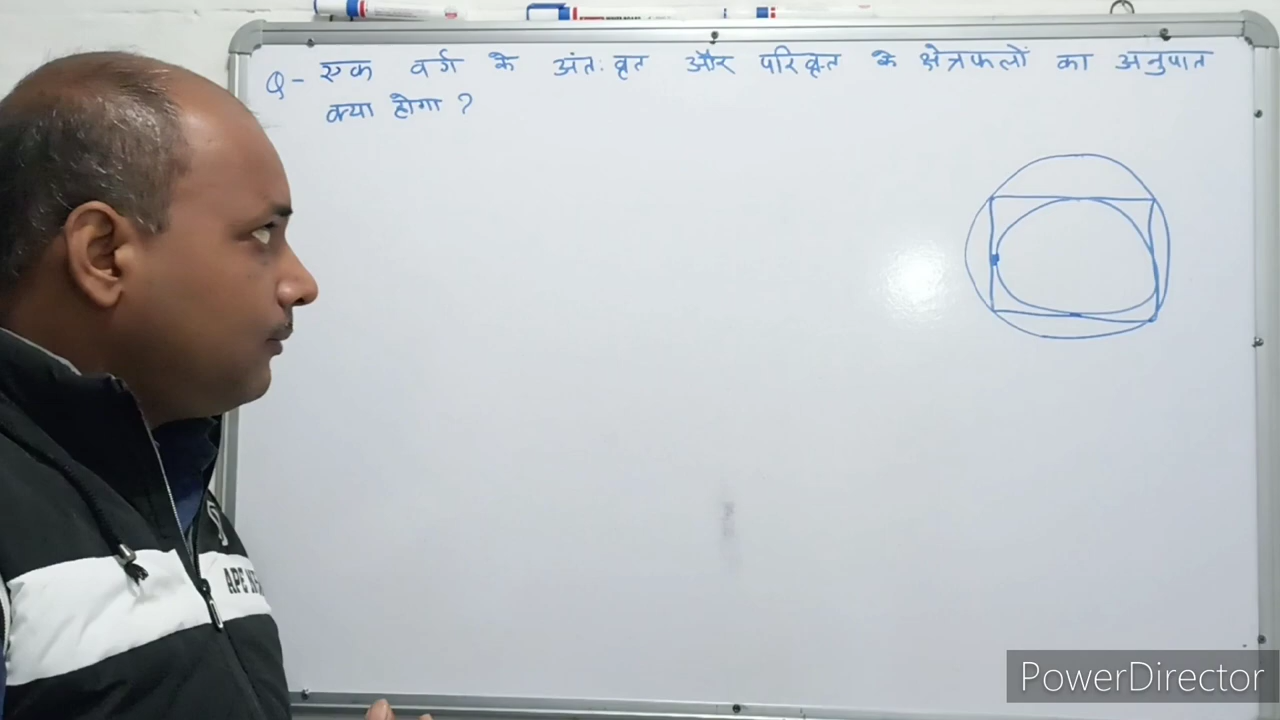 Q- एक वर्ग के अंतः वृत और परिवृत के क्षेत्रफलों का अनुपात
क्या होगा ?
PowerDirector